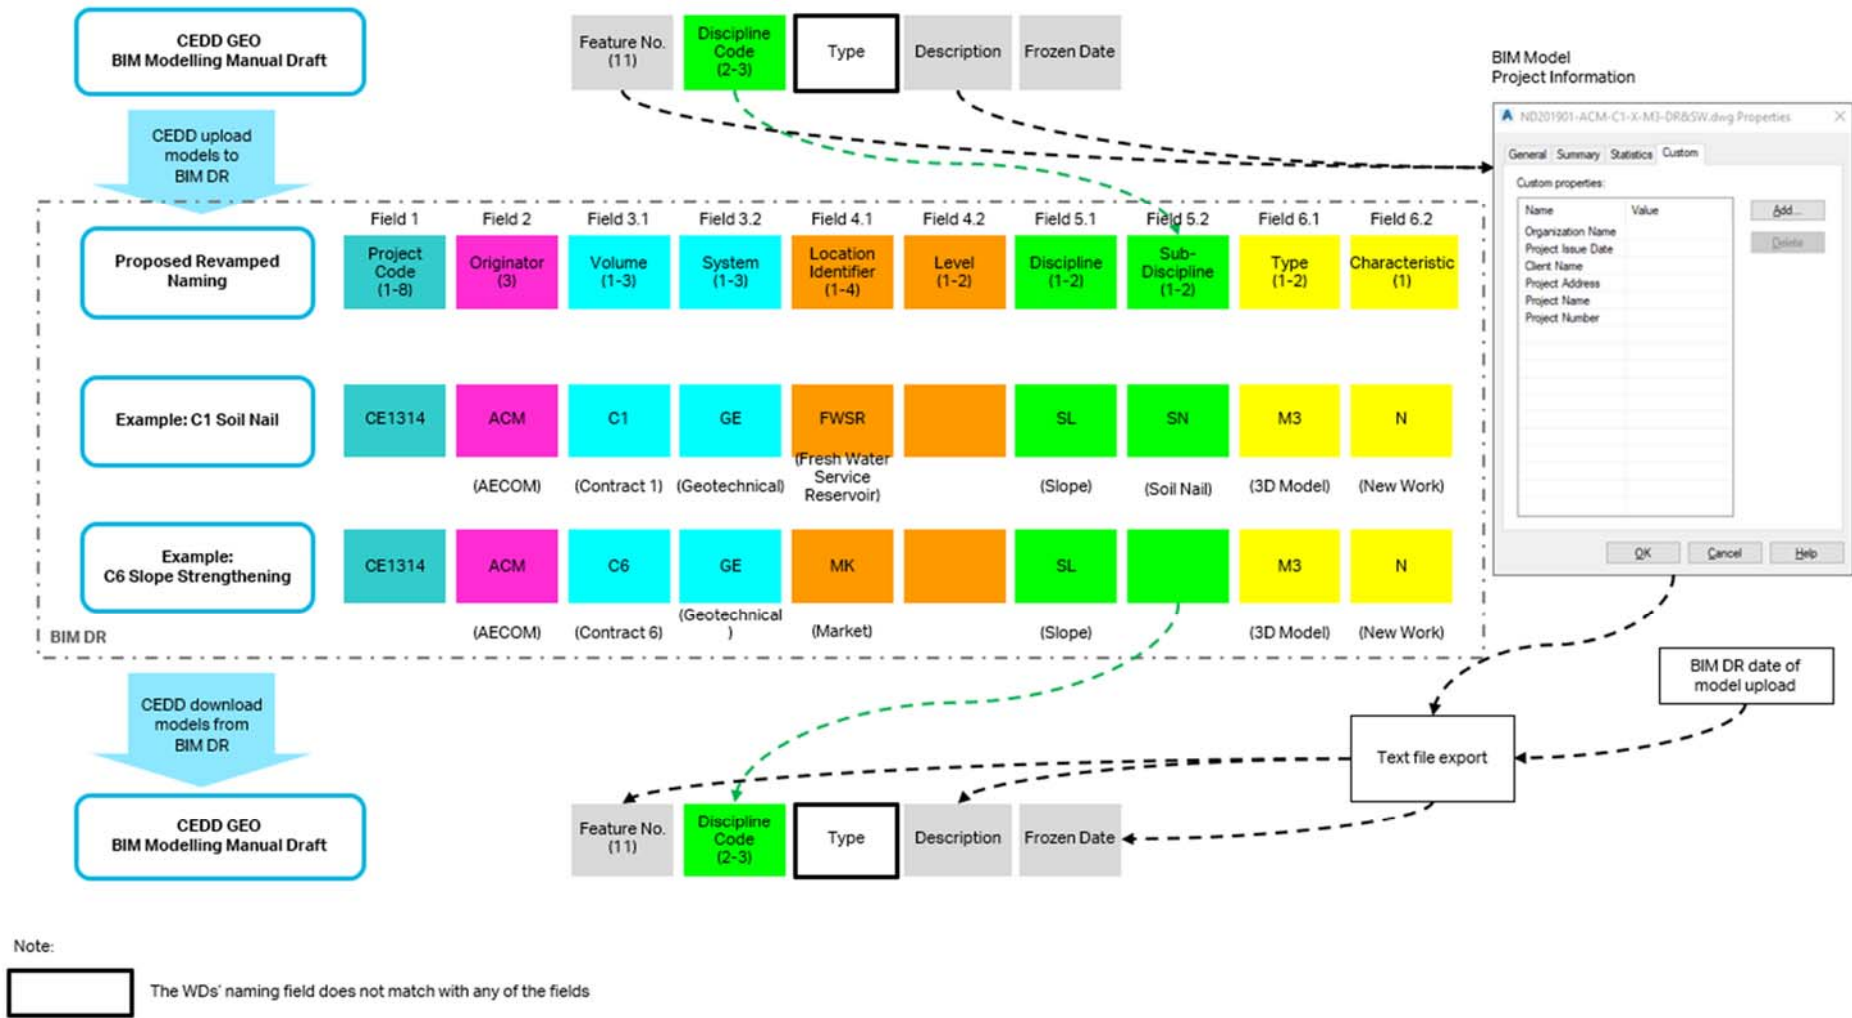 CEDD GEO
BIM Modelling Manual Draft
Feature No.
(11)
Discipline
Code
(2-3)
Type
Description
Frozen Date
BIM Model
Project Information
CEDD upload
models to
BIM DR
ND201901-ACM-C1-X-M3-DR&SW.dwg Properties
General Summary Statistics Custom
Custom properties:
Name Value
Organization Name
Project Issue Date
Client Name
Project Address
Project Name
Project Number
Add...
Delete
OK Cancel Help
Field 1 Field 2 Field 3.1 Field 3.2 Field 4.1 Field 4.2 Field 5.1 Field 5.2 Field 6.1 Field 6.2
Proposed Revamped
Naming
Project
Code
(1-8)
Originator
(3)
Volume
(1-3)
System
(1-3)
Location
Identifier
(1-4)
Level
(1-2)
Discipline
(1-2)
Sub-
Discipline
(1-2)
Type
(1-2)
Characteristic
(1)
Example: C1 Soil Nail
CE1314 ACM C1 GE FWSR SL SN M3 N
(AECOM) (Contract 1) (Geotechnical)
(Fresh Water
Service
Reservoir)
(Slope) (Soil Nail) (3D Model) (New Work)
Example:
C6 Slope Strengthening
CE1314 ACM C6 GE MK SL M3 N
(AECOM) (Contract 6)
(Geotechnical
)
(Market) (Slope) (3D Model) (New Work)
BIM DR
BIM DR date of
model upload
CEDD download
models from
BIM DR
Text file export
CEDD GEO
BIM Modelling Manual Draft
Feature No.
(11)
Discipline
Code
(2-3)
Type
Description
Frozen Date
Note:
The WDs' naming field does not match with any of the fields